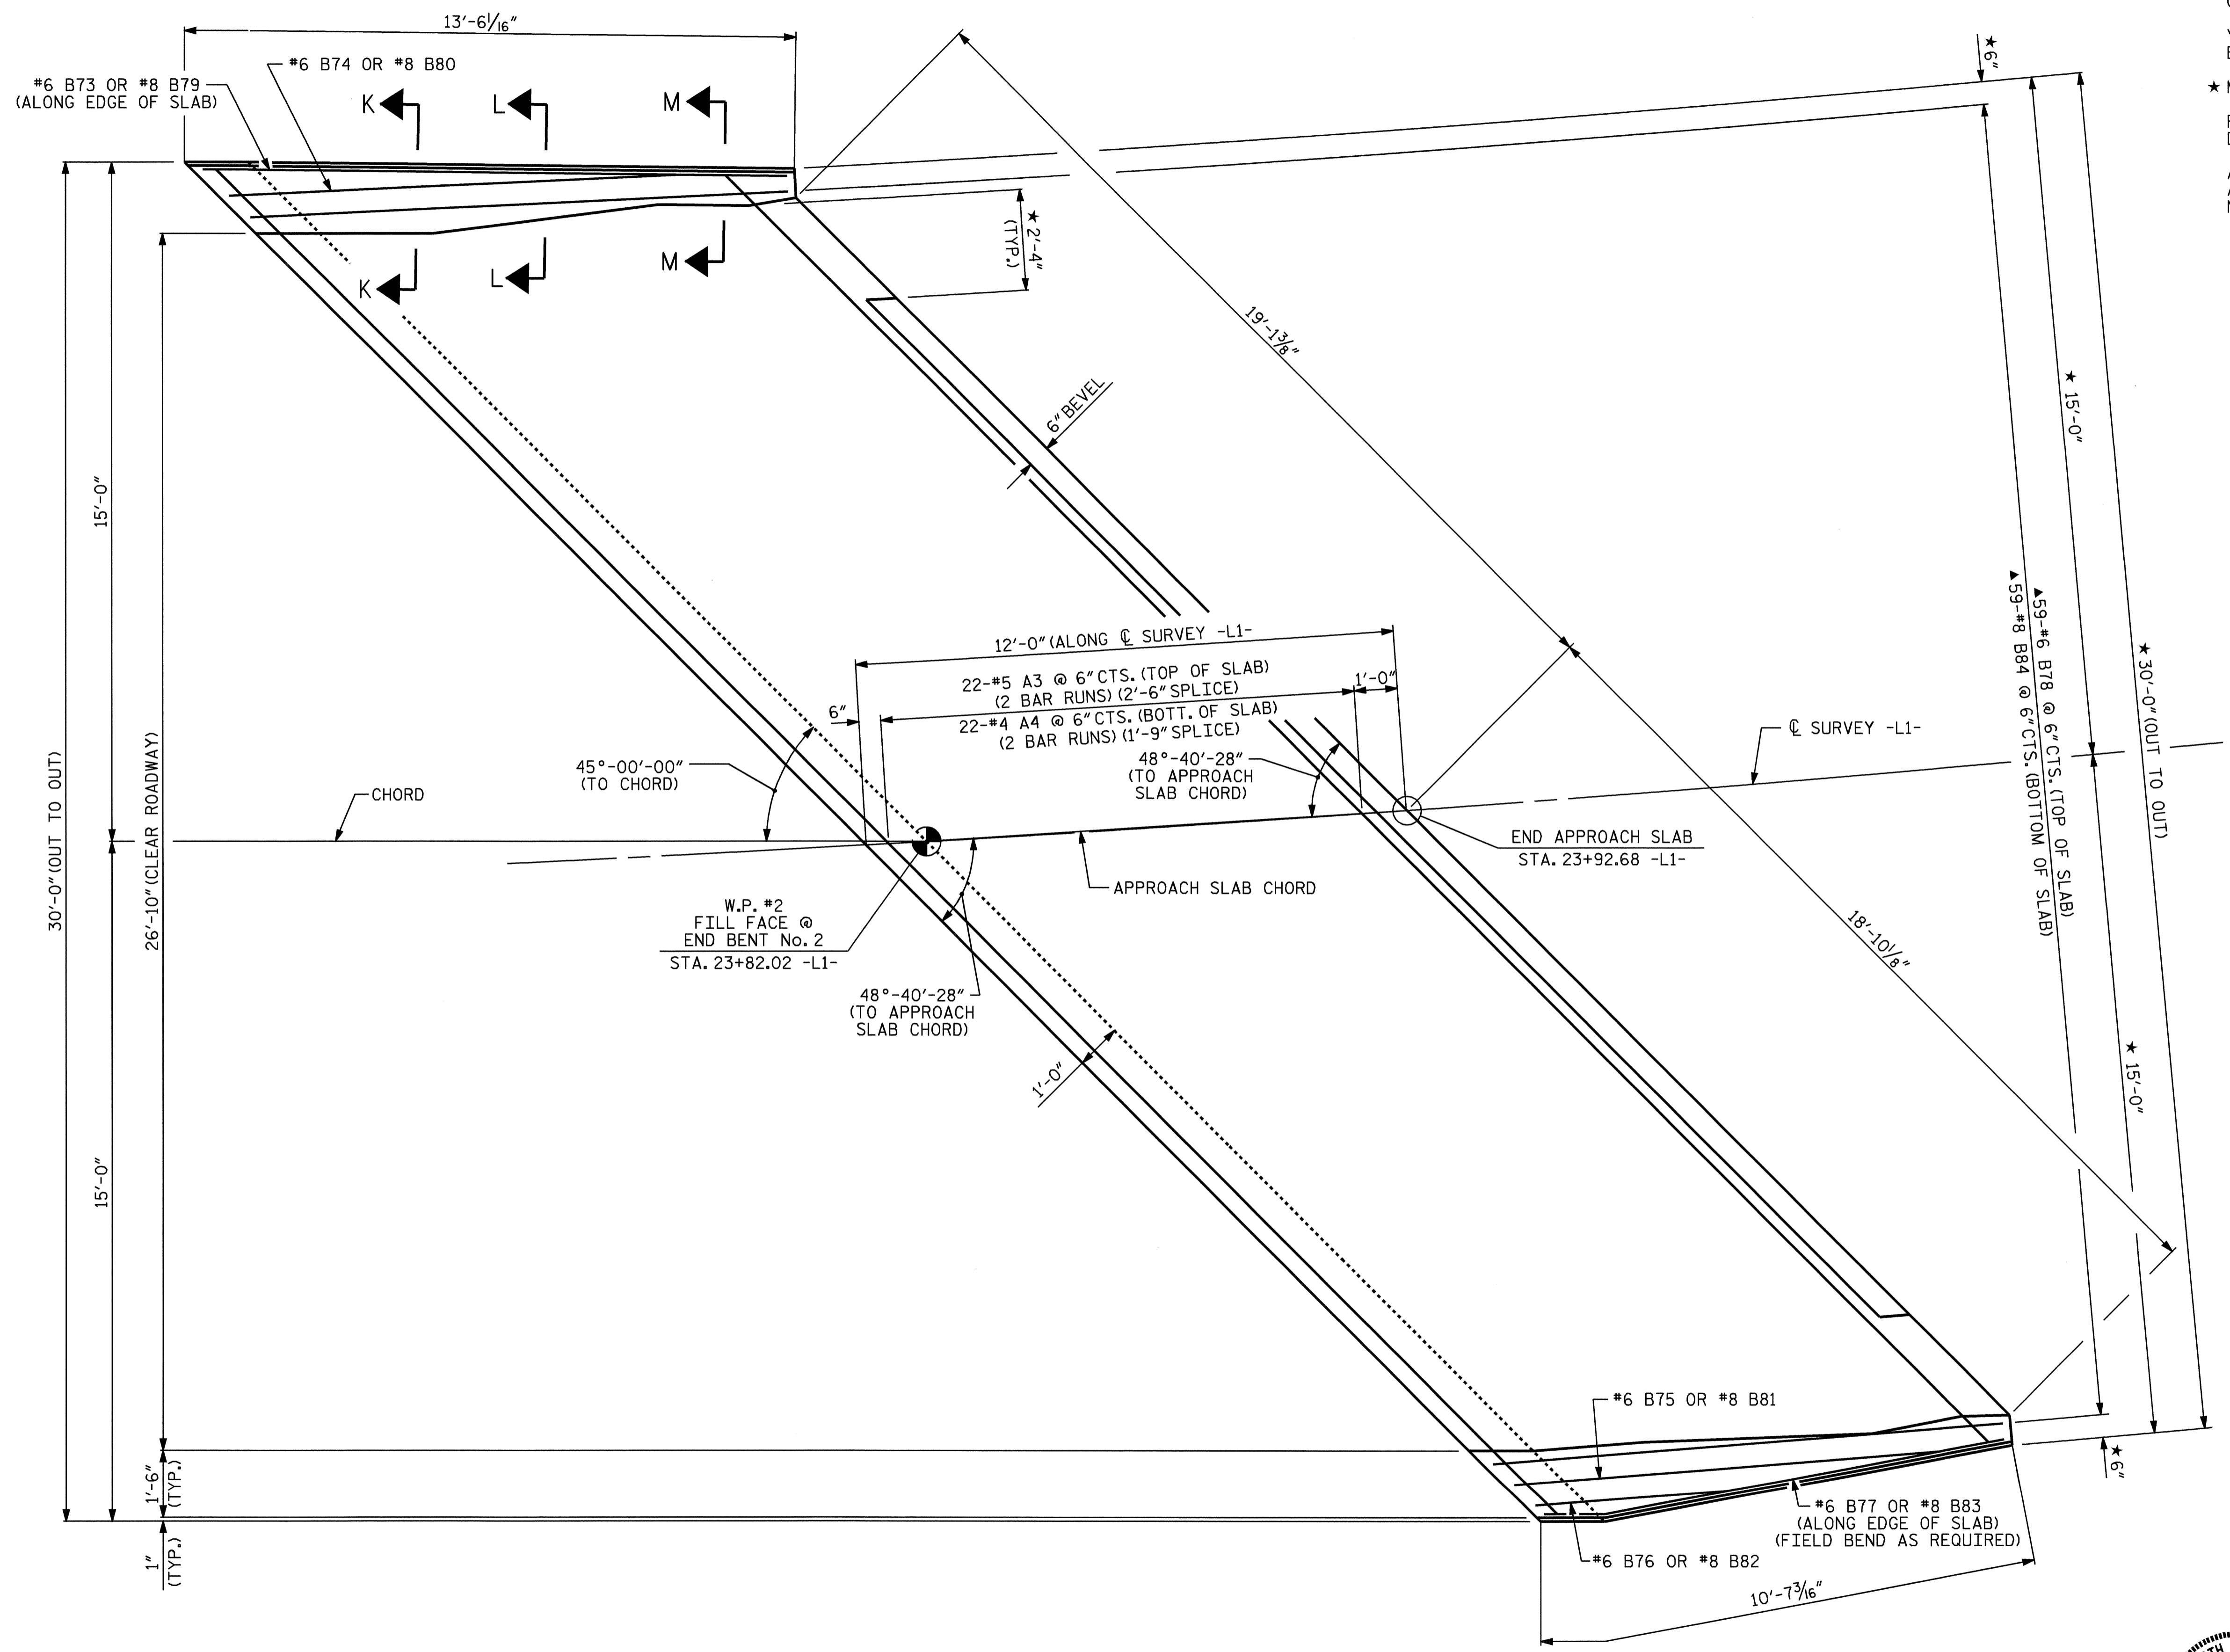 13′-6 1/16″
#6 B73 OR #8 B79
(ALONG EDGE OF SLAB)
#6 B74 OR #8 B80
K
L
M
K
L
M
★ 6″
★ 2′-4″
(TYP.)
19′-1 3/8″
6″ BEVEL
★ 15′-0″
★ 30′-0″ (OUT TO OUT)
▲59-#6 B78 @ 6″ CTS. (TOP OF SLAB)
▲59-#8 B84 @ 6″ CTS. (BOTTOM OF SLAB)
15′-0″
30′-0″ (OUT TO OUT)
26′-10″ (CLEAR ROADWAY)
12′-0″ (ALONG ℄ SURVEY -L1-
22-#5 A3 @ 6″ CTS. (TOP OF SLAB)
(2 BAR RUNS) (2′-6″ SPLICE)
1′-0″
6″
22-#4 A4 @ 6″ CTS. (BOTT. OF SLAB)
(2 BAR RUNS) (1′-9″ SPLICE)
45°-00′-00″
(TO CHORD)
48°-40′-28″
(TO APPROACH
SLAB CHORD)
℄ SURVEY -L1-
CHORD
END APPROACH SLAB
STA. 23+92.68 -L1-
APPROACH SLAB CHORD
W.P. #2
FILL FACE @
END BENT No. 2
STA. 23+82.02 -L1-
48°-40′-28″
(TO APPROACH
SLAB CHORD)
18′-10 1/8″
1′-0″
★ 15′-0″
15′-0″
#6 B75 OR #8 B81
1′-6″
(TYP.)
★ 6″
#6 B77 OR #8 B83
(ALONG EDGE OF SLAB)
(FIELD BEND AS REQUIRED)
1″
(TYP.)
#6 B76 OR #8 B82
10′-7 3/16″